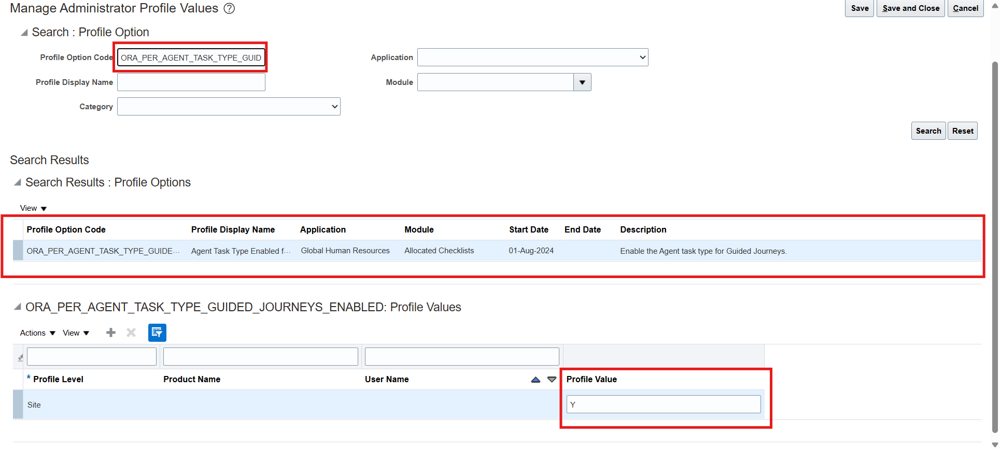 Manage Administrator Profile Values ?
Save Save and Close Cancel
Search : Profile Option
Profile Option Code ORA_PER_AGENT_TASK_TYPE_GUID Application
Profile Display Name Module
Category
Search Reset
Search Results
Search Results : Profile Options
View
Profile Option Code Profile Display Name Application Module Start Date End Date Description
ORA_PER_AGENT_TASK_TYPE_GUIDE... Agent Task Type Enabled f... Global Human Resources Allocated Checklists 01-Aug-2024 Enable the Agent task type for Guided Journeys.
ORA_PER_AGENT_TASK_TYPE_GUIDED_JOURNEYS_ENABLED: Profile Values
Actions View
* Profile Level Product Name User Name Profile Value
Site Y